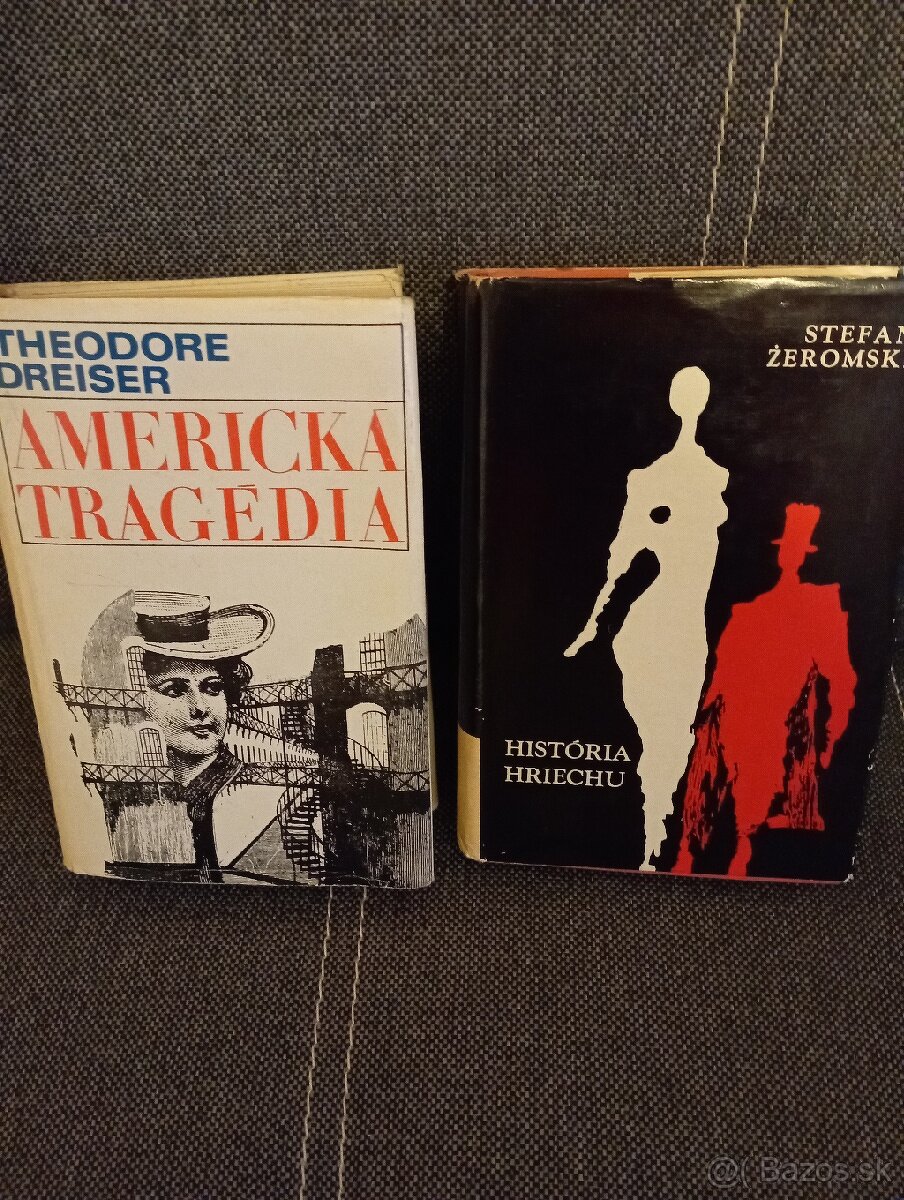 THEODORE
DREISER
AMERICKÁ
TRAGÉDIA
STEFAN
ŻEROMSK
HISTÓRIA
HRIECHU
@( Bazos.sk